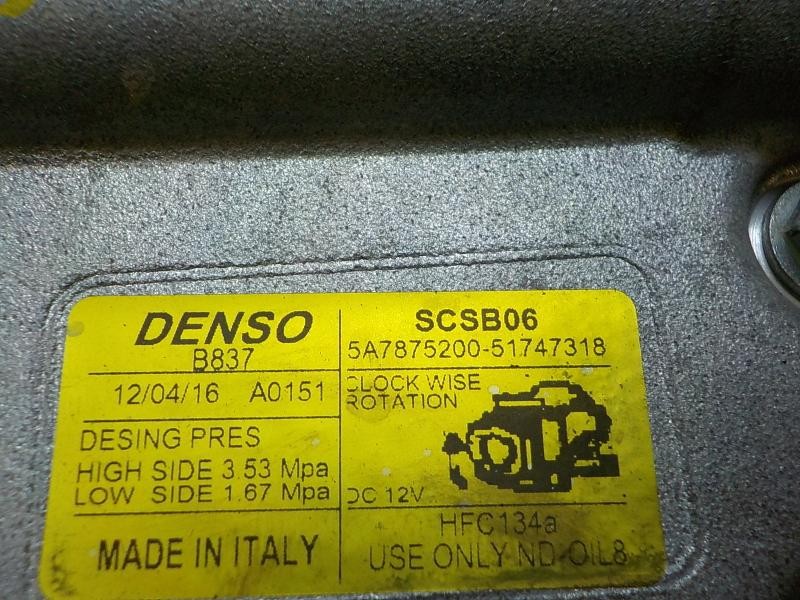 DENSO
B837
12/04/16 A0151
DESING PRES
HIGH SIDE 3.53 Mpa
LOW SIDE 1.67 Mpa
MADE IN ITALY
SCSB06
5A7875200-51747318
CLOCK WISE
ROTATION
DC 12V
HFC134a
USE ONLY ND-OIL8